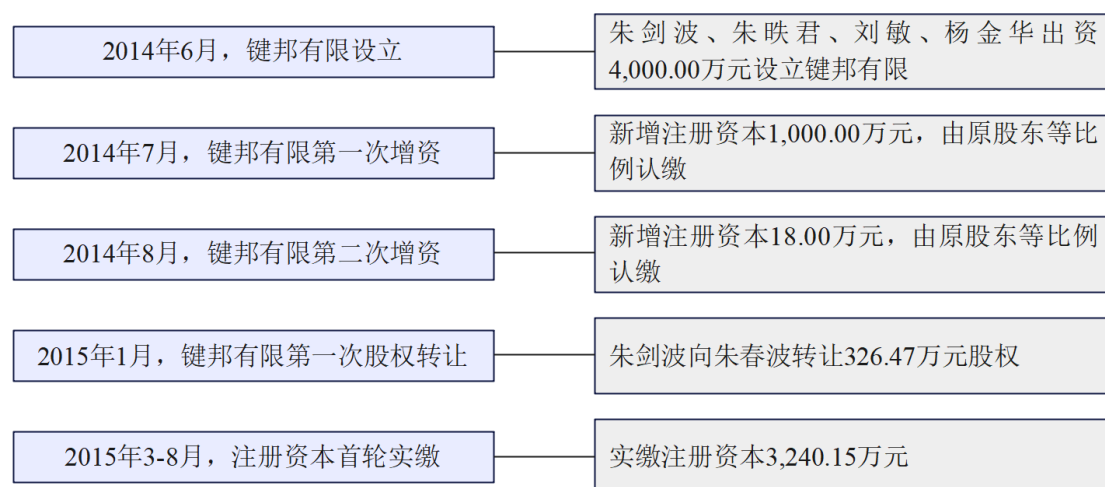 2014年6月，键邦有限设立
朱剑波、朱昳君、刘敏、杨金华出资
4,000.00万元设立键邦有限
2014年7月，键邦有限第一次增资
新增注册资本1,000.00万元，由原股东等比
例认缴
2014年8月，键邦有限第二次增资
新增注册资本18.00万元，由原股东等比例
认缴
2015年1月，键邦有限第一次股权转让
朱剑波向朱春波转让326.47万元股权
2015年3-8月，注册资本首轮实缴
实缴注册资本3,240.15万元